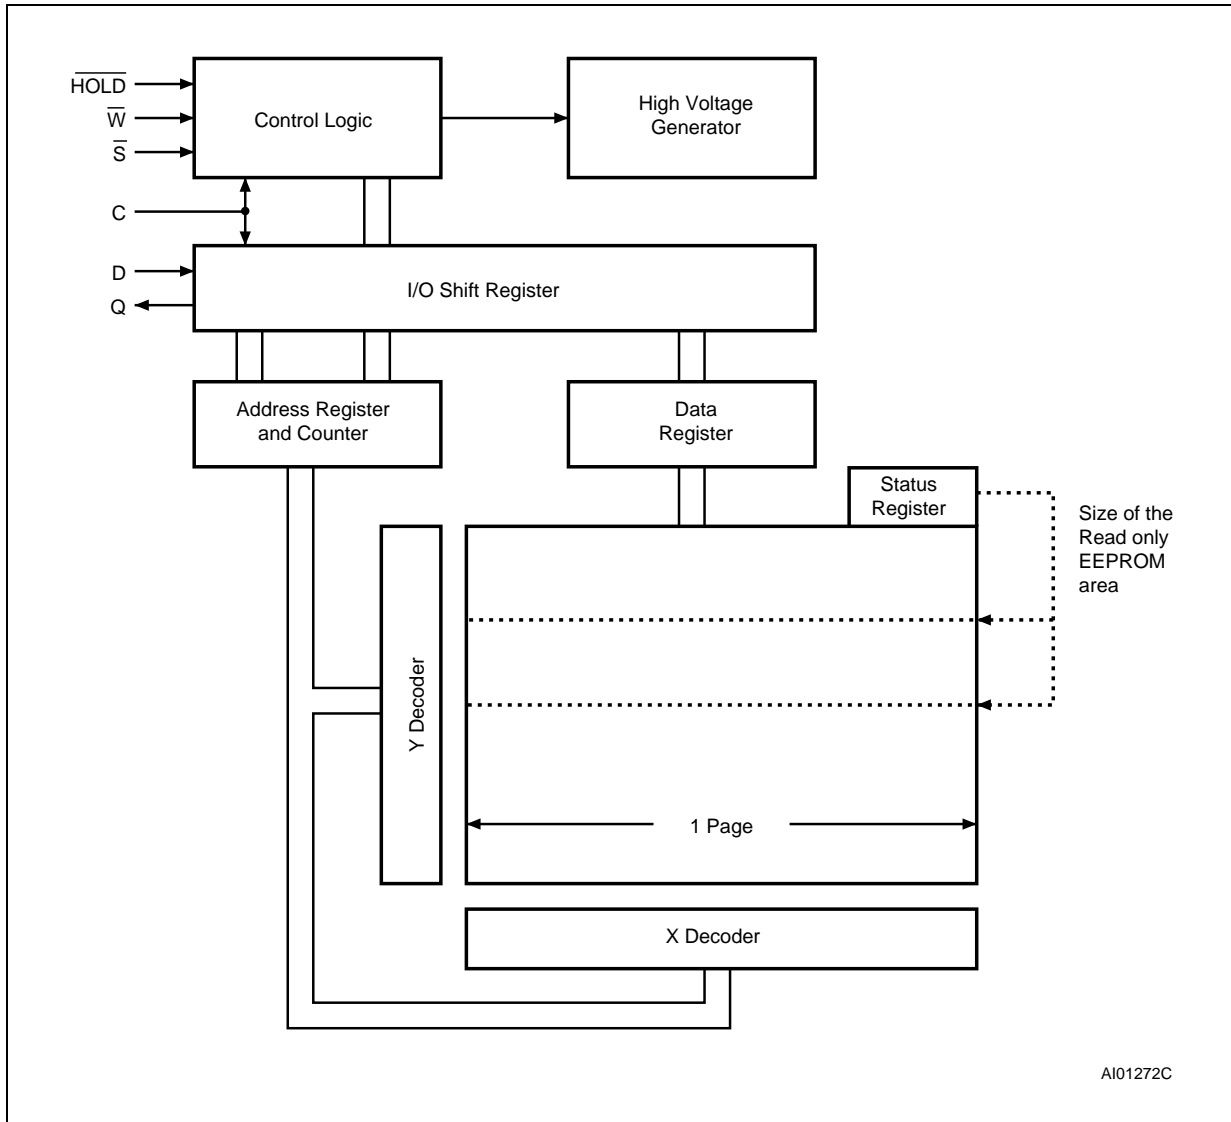 HOLD
W
S
C
D
Q
Control Logic
High Voltage
Generator
I/O Shift Register
Address Register
and Counter
Data
Register
Status
Register
Size of the
Read only
EEPROM
area
Y Decoder
1 Page
X Decoder
AI01272C